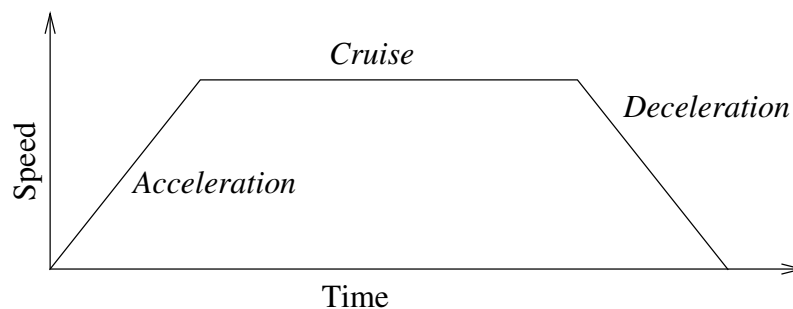 Cruise
Deceleration
Acceleration
Speed
Time